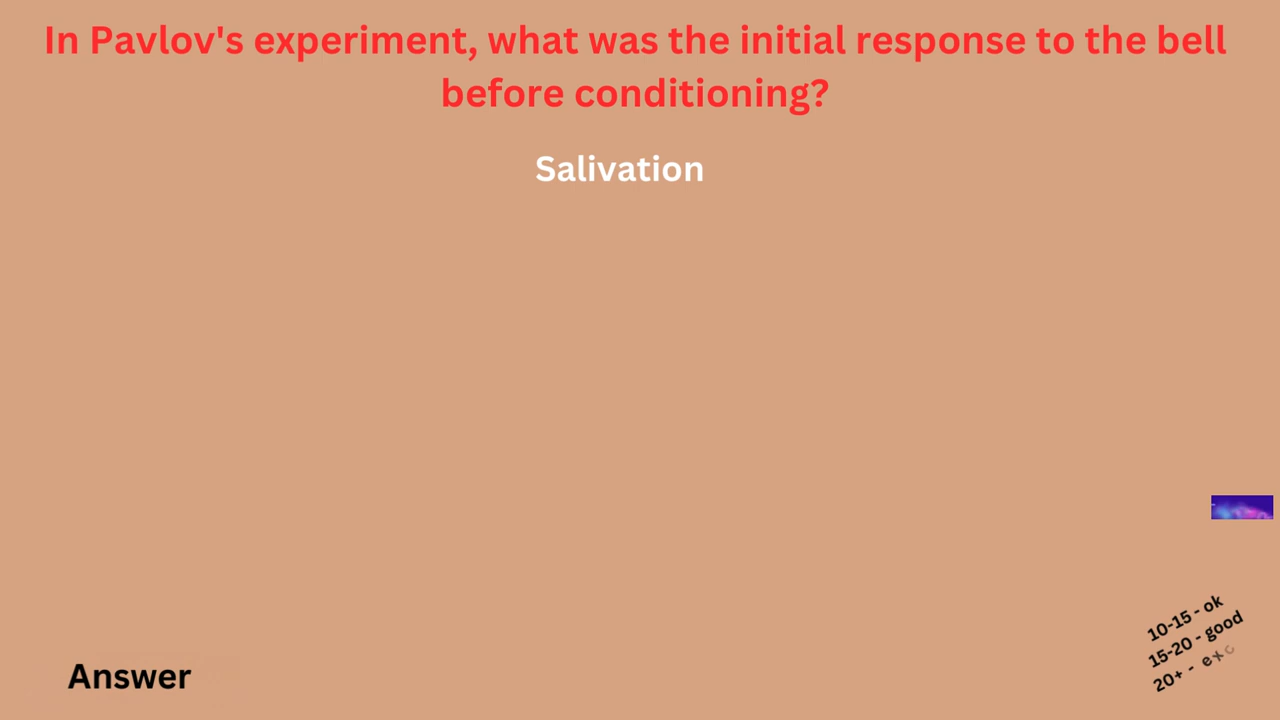 In Pavlov's experiment, what was the initial response to the bell
before conditioning?
Salivation
10-15 - ok
15-20 - good
20+ - exc
Answer